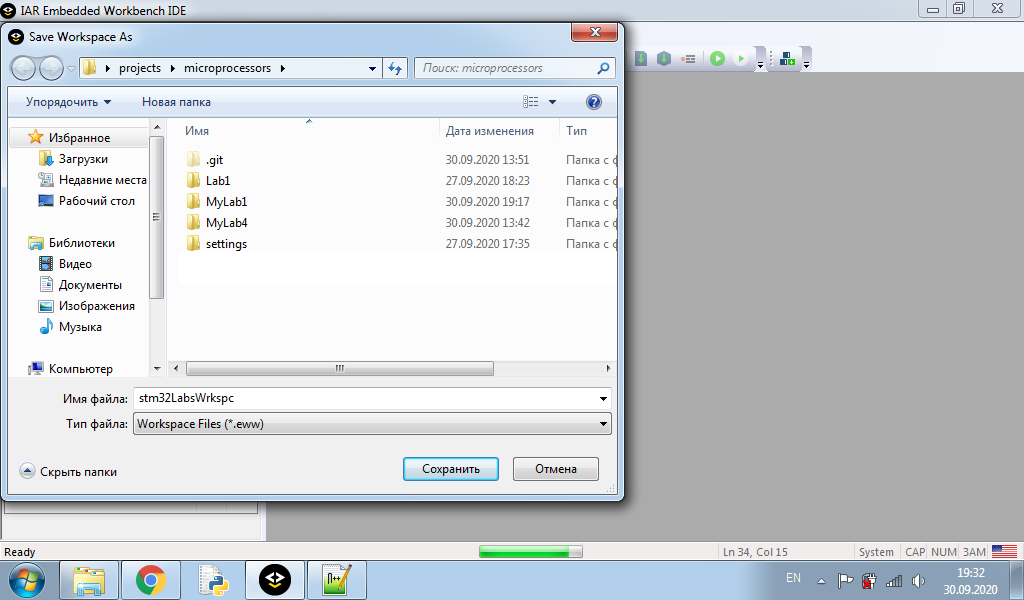 IAR Embedded Workbench IDE
Save Workspace As
projects microprocessors
Поиск: microprocessors
Упорядочить Новая папка
Избранное
Загрузки
Недавние места
Рабочий стол
Библиотеки
Видео
Документы
Изображения
Музыка
Компьютер
Имя Дата изменения Тип
.git 30.09.2020 13:51 Папка с ф
Lab1 27.09.2020 18:23 Папка с ф
MyLab1 30.09.2020 19:17 Папка с ф
MyLab4 30.09.2020 13:42 Папка с ф
settings 27.09.2020 17:35 Папка с ф
Имя файла: stm32LabsWrkspc
Тип файла: Workspace Files (*.eww)
Скрыть папки Сохранить Отмена
Ready Ln 34, Col 15 System CAP NUM ЗАМ
EN 19:32
30.09.2020